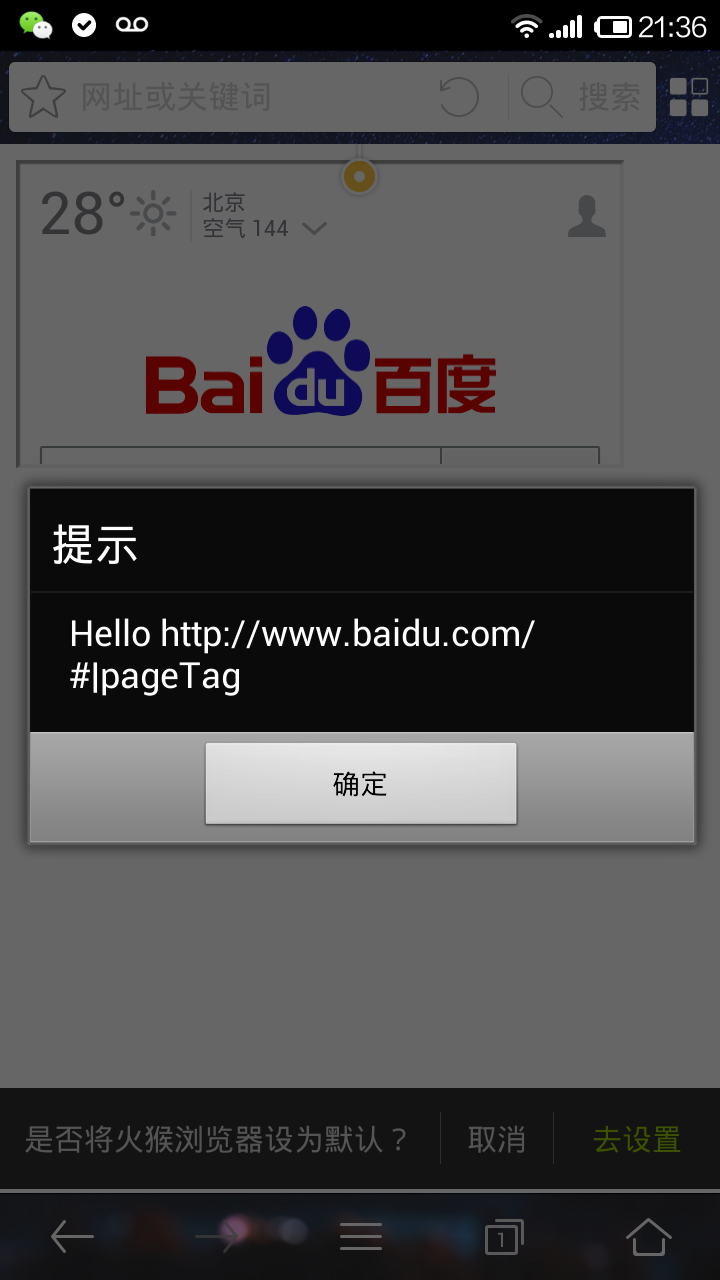 21:36
网址或关键词
搜索
28°
北京
空气 144
Bai du 百度
提示
Hello http://www.baidu.com/
#|pageTag
确定
是否将火猴浏览器设为默认？
取消
去设置
1